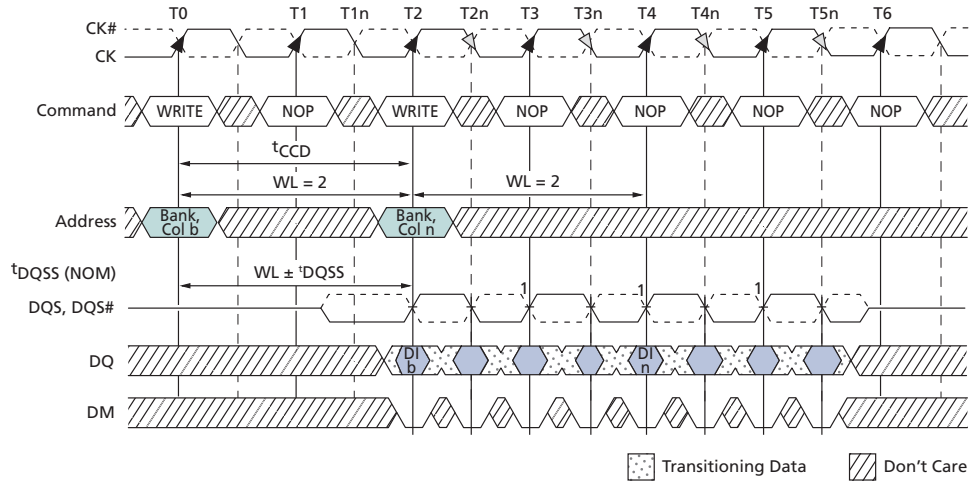 T0 T1 T1n T2 T2n T3 T3n T4 T4n T5 T5n T6
CK#
CK
Command WRITE NOP WRITE NOP NOP NOP NOP
tCCD
WL = 2 WL = 2
Address Bank, Col b Bank, Col n
tDQSS (NOM) WL ± tDQSS
DQS, DQS# 1 1 1
DQ DI b DI n
DM
Transitioning Data Don't Care